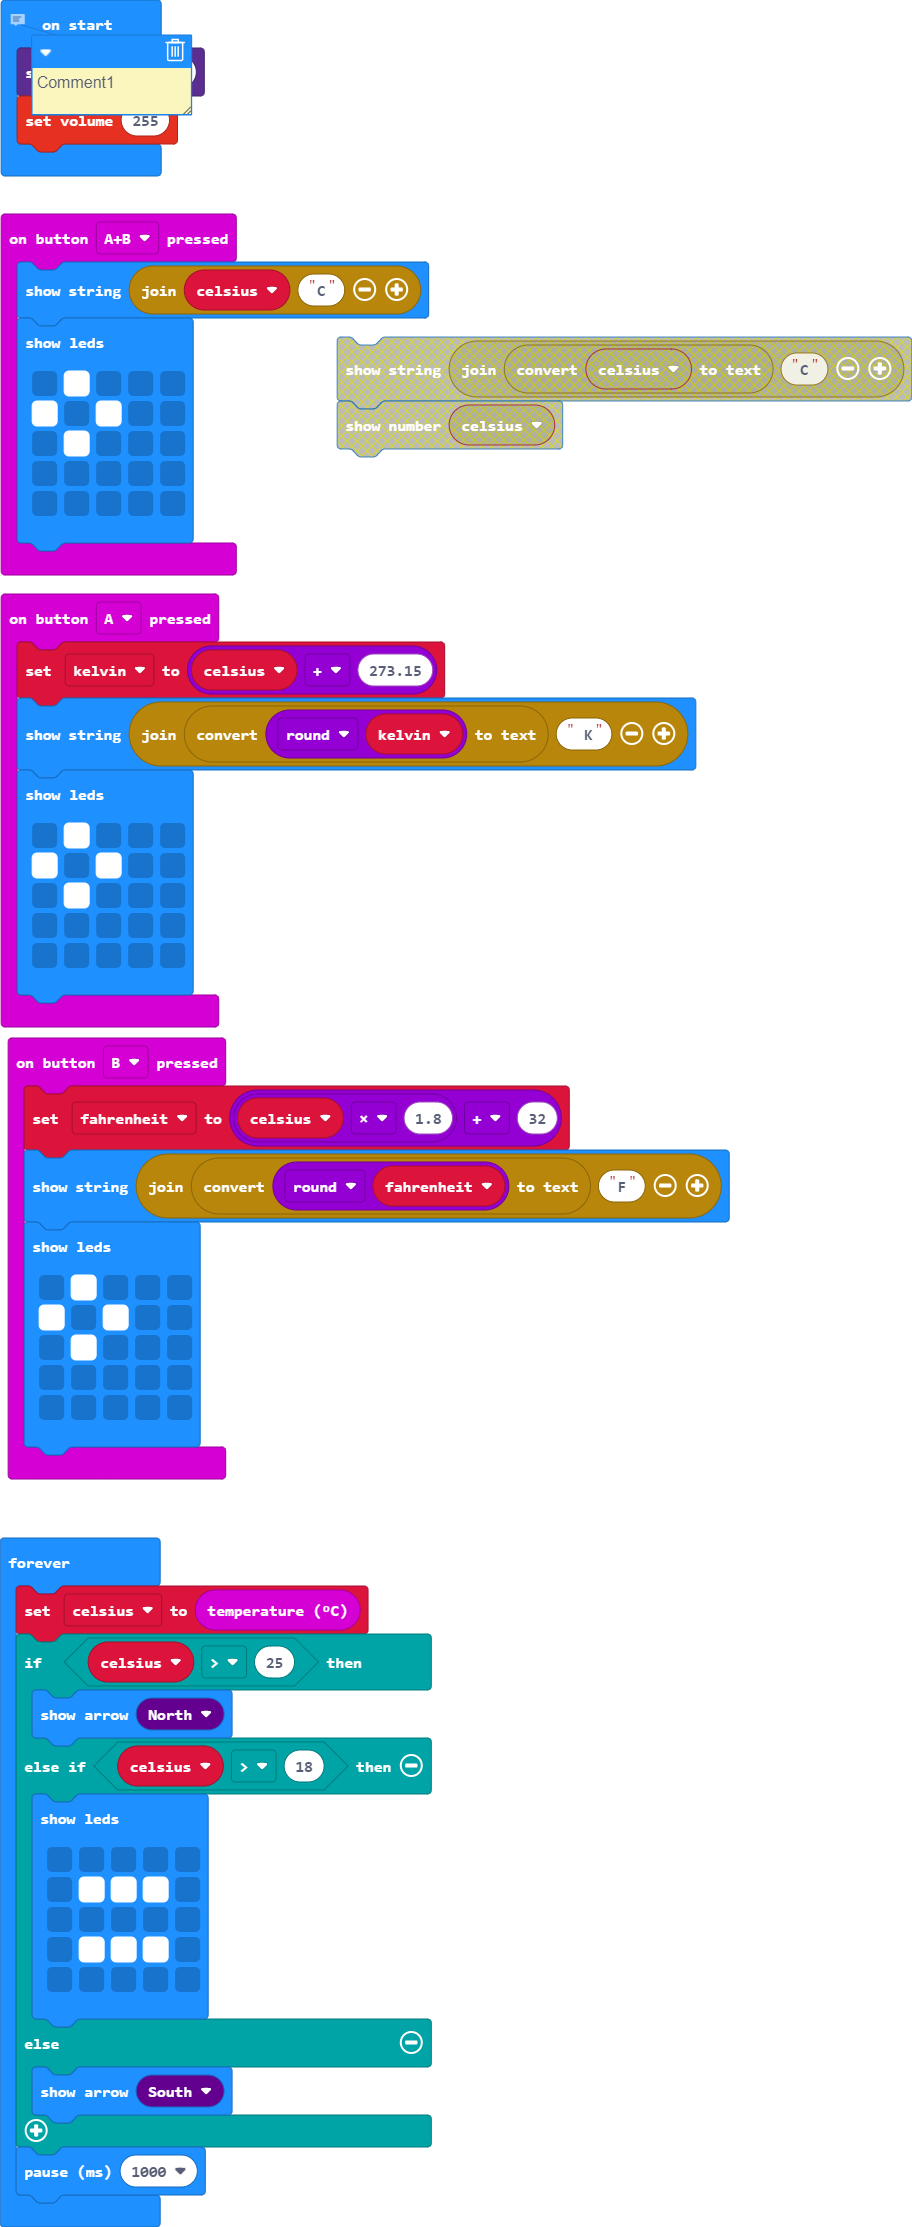 on start
Comment1
set volume 255
on button A+B pressed
show string join celsius "C"
show leds
show string join convert celsius to text "C"
show number celsius
on button A pressed
set kelvin to celsius + 273.15
show string join convert round kelvin to text " K"
show leds
on button B pressed
set fahrenheit to celsius × 1.8 + 32
show string join convert round fahrenheit to text "F"
show leds
forever
set celsius to temperature (ºC)
if celsius > 25 then
show arrow North
else if celsius > 18 then
show leds
else
show arrow South
pause (ms) 1000